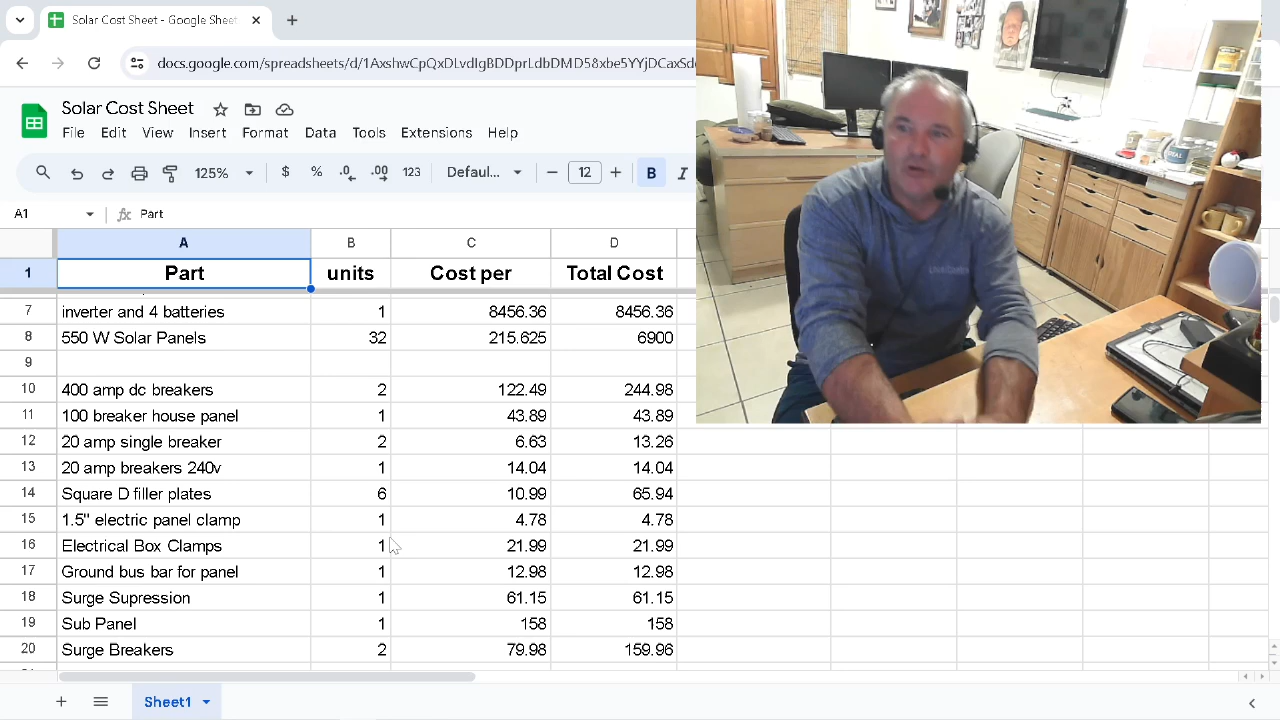 Solar Cost Sheet - Google Sheet
docs.google.com/spreadsheets/d/
Solar Cost Sheet
File Edit View Insert Format Data Tools Extensions Help
125% $ % .0 .00 123 Defaul... 12 B I
A1 fx Part
A B C D
1 Part units Cost per Total Cost
7 inverter and 4 batteries 1 8456.36 8456.36
8 550 W Solar Panels 32 215.625 6900
9
10 400 amp dc breakers 2 122.49 244.98
11 100 breaker house panel 1 43.89 43.89
12 20 amp single breaker 2 6.63 13.26
13 20 amp breakers 240v 1 14.04 14.04
14 Square D filler plates 6 10.99 65.94
15 1.5" electric panel clamp 1 4.78 4.78
16 Electrical Box Clamps 1 21.99 21.99
17 Ground bus bar for panel 1 12.98 12.98
18 Surge Supression 1 61.15 61.15
19 Sub Panel 1 158 158
20 Surge Breakers 2 79.98 159.96
Sheet1